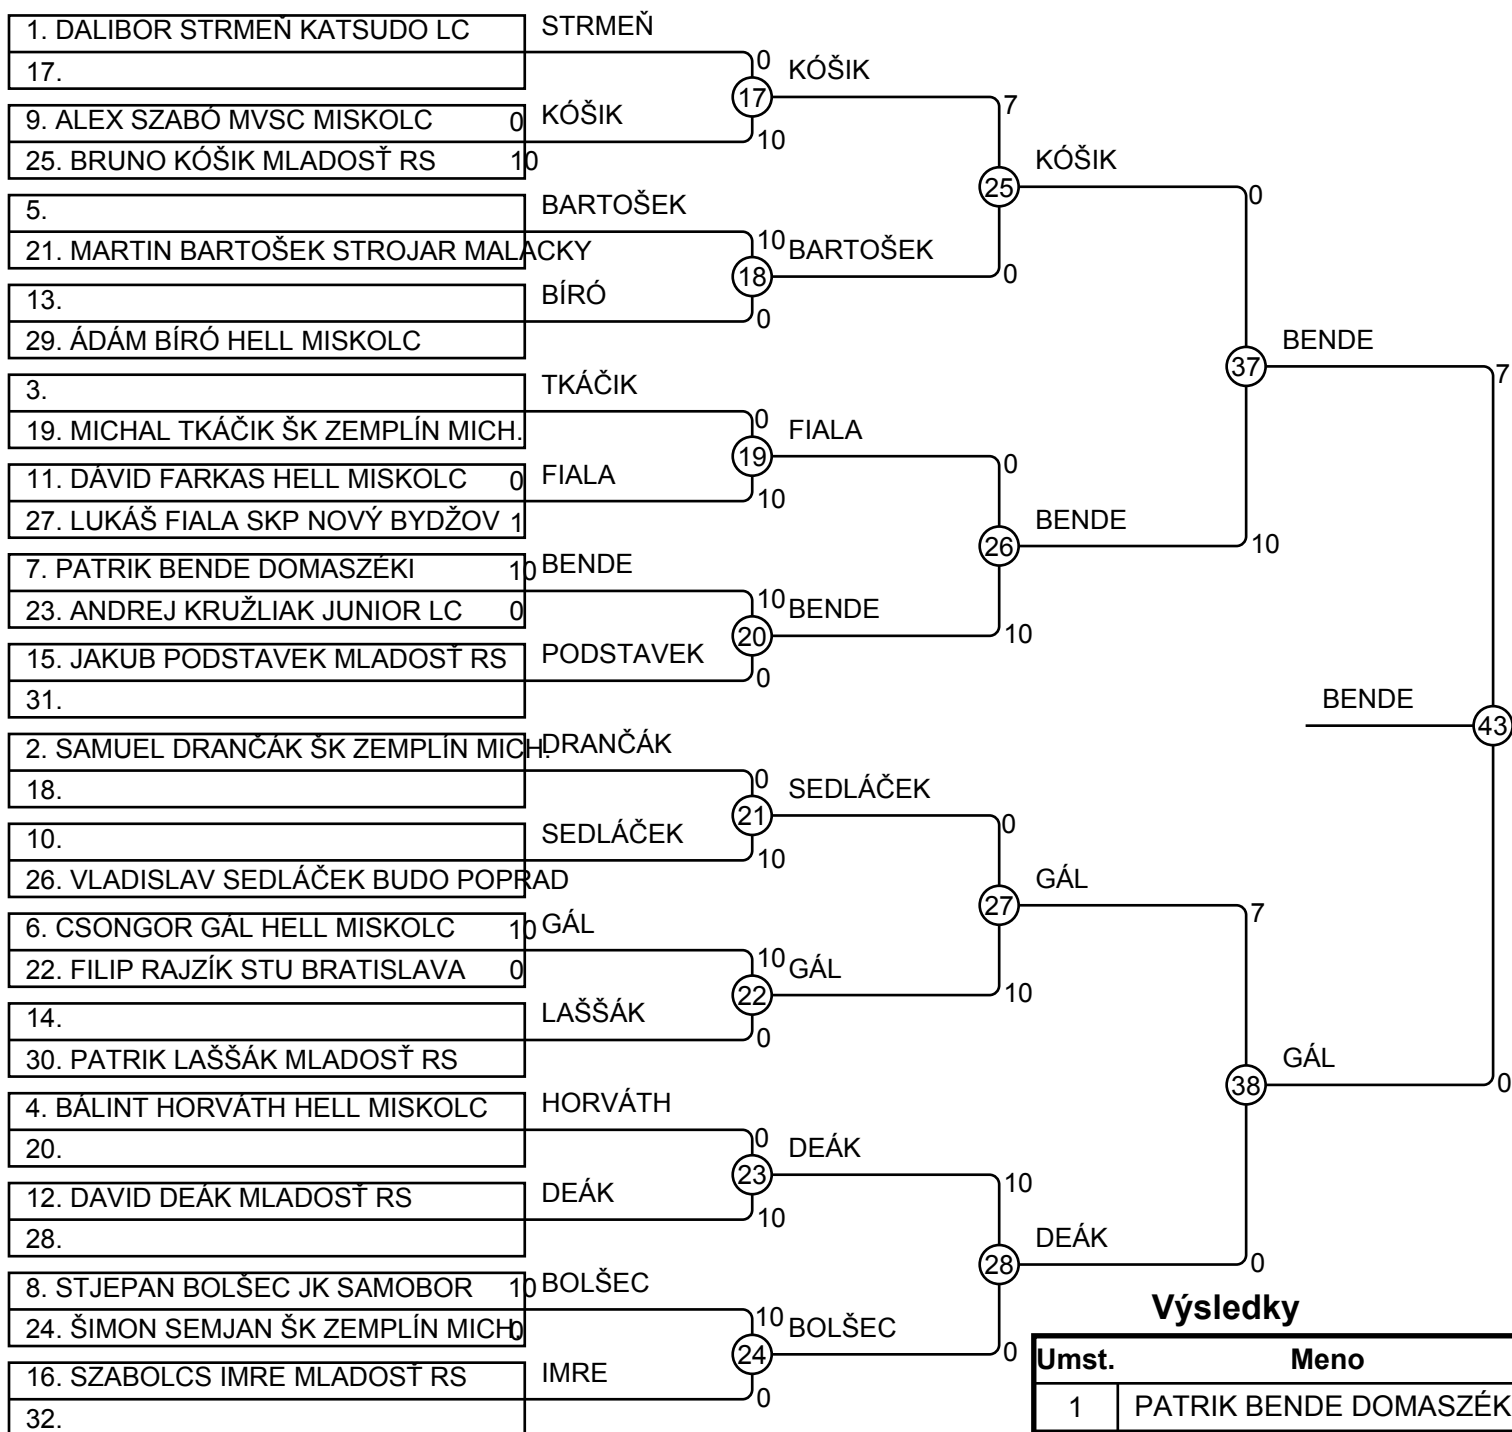 1. DALIBOR STRMEŇ KATSUDO LC
STRMEŇ
17.
0
KÓŠIK
17
7
9. ALEX SZABÓ MVSC MISKOLC 0
KÓŠIK
10
25. BRUNO KÓŠIK MLADOSŤ RS 10
KÓŠIK
25
0
5.
BARTOŠEK
21. MARTIN BARTOŠEK STROJAR MALACKY
10
BARTOŠEK
18
0
13.
BÍRÓ
0
29. ÁDÁM BÍRÓ HELL MISKOLC
BENDE
37
7
3.
TKÁČIK
19. MICHAL TKÁČIK ŠK ZEMPLÍN MICH.
0
FIALA
19
0
11. DÁVID FARKAS HELL MISKOLC 0
FIALA
10
27. LUKÁŠ FIALA SKP NOVÝ BYDŽOV 1
BENDE
26
10
7. PATRIK BENDE DOMASZÉKI 10
BENDE
23. ANDREJ KRUŽLIAK JUNIOR LC 0
10
BENDE
20
10
15. JAKUB PODSTAVEK MLADOSŤ RS
PODSTAVEK
0
31.
BENDE
43
2. SAMUEL DRANČÁK ŠK ZEMPLÍN MICH.
DRANČÁK
18.
0
SEDLÁČEK
21
0
10.
SEDLÁČEK
10
26. VLADISLAV SEDLÁČEK BUDO POPRAD
GÁL
27
7
6. CSONGOR GÁL HELL MISKOLC 10
GÁL
22. FILIP RAJZÍK STU BRATISLAVA 0
10
GÁL
22
10
14.
LAŠŠÁK
0
30. PATRIK LAŠŠÁK MLADOSŤ RS
GÁL
38
0
4. BÁLINT HORVÁTH HELL MISKOLC
HORVÁTH
20.
0
DEÁK
23
10
12. DAVID DEÁK MLADOSŤ RS
DEÁK
10
28.
DEÁK
28
0
8. STJEPAN BOLŠEC JK SAMOBOR 10
BOLŠEC
24. ŠIMON SEMJAN ŠK ZEMPLÍN MICH. 0
10
BOLŠEC
24
0
16. SZABOLCS IMRE MLADOSŤ RS
IMRE
0
32.
Výsledky
Umst. Meno
1 PATRIK BENDE DOMASZÉK